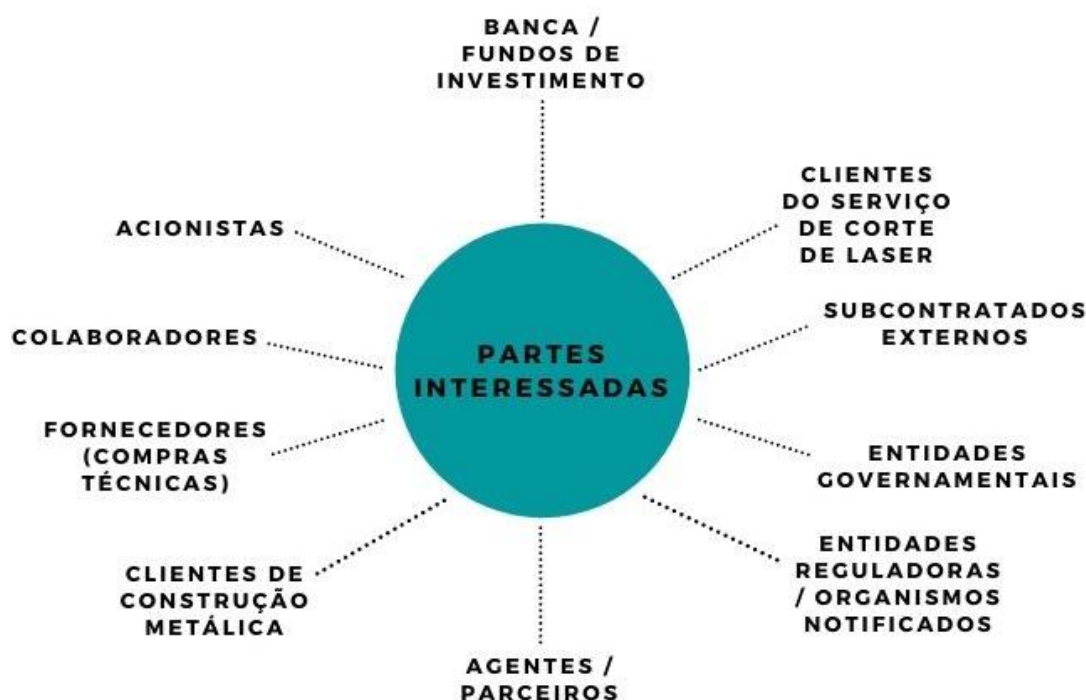 BANCA /
FUNDOS DE
INVESTIMENTO
CLIENTES
DO SERVIÇO
DE CORTE
DE LASER
ACIONISTAS
SUBCONTRATADOS
EXTERNOS
COLABORADORES
PARTES
INTERESSADAS
FORNECEDORES
(COMPRAS
TÉCNICAS)
ENTIDADES
GOVERNAMENTAIS
CLIENTES DE
CONSTRUÇÃO
METÁLICA
ENTIDADES
REGULADORAS
/ ORGANISMOS
NOTIFICADOS
AGENTES /
PARCEIROS